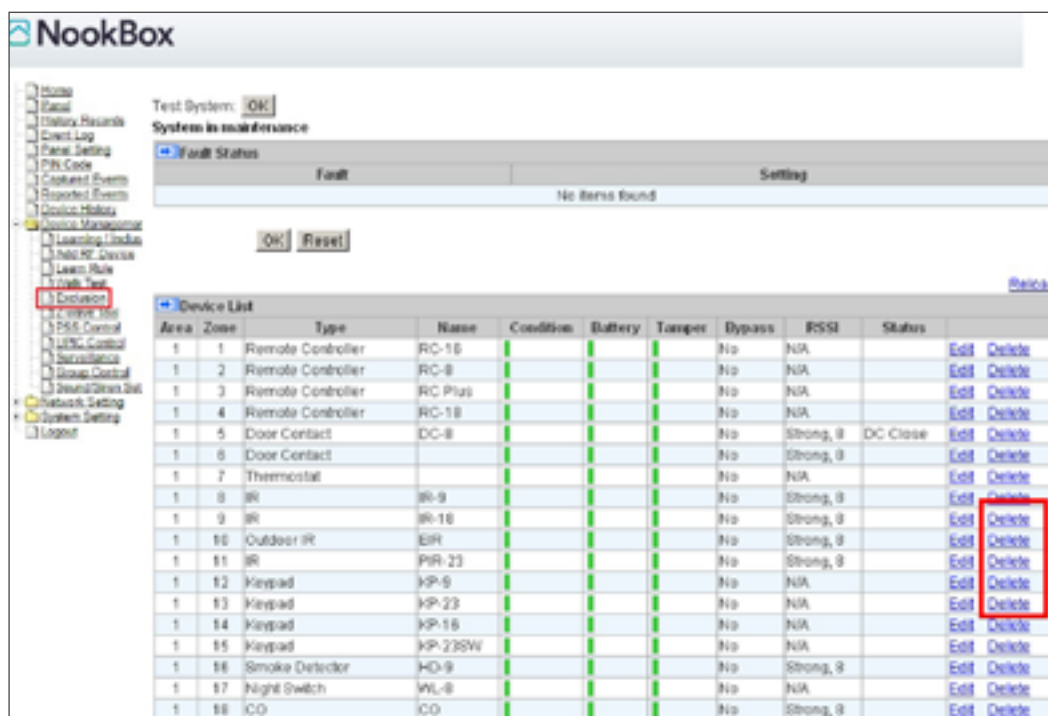 NookBox
Home
Panel
History Records
Event Log
Panel Setting
PIN Code
Captured Events
Reported Events
Device History
Device Managemer
Add RF Device
Learn Rule
Walk Test
Exclusion
PSS Control
UPIC Control
Surveillance
Group Control
Network Setting
System Setting
Logout
Test System: OK
System in maintenance
Fault Status
Fault Setting
No items found
OK Reset
Reloa
Device List
Area Zone Type Name Condition Battery Tamper Bypass RSSI Status
1 1 Remote Controller RC-16 No N/A Edit Delete
1 2 Remote Controller RC-8 No N/A Edit Delete
1 3 Remote Controller RC Plus No N/A Edit Delete
1 4 Remote Controller RC-18 No N/A Edit Delete
1 5 Door Contact DC-8 No Strong, 8 DC Close Edit Delete
1 6 Door Contact No Strong, 8 Edit Delete
1 7 Thermostat No N/A Edit Delete
1 8 IR IR-9 No Strong, 8 Edit Delete
1 9 IR IR-18 No Strong, 8 Edit Delete
1 10 Outdoor IR EIR No Strong, 8 Edit Delete
1 11 IR PIR-23 No Strong, 8 Edit Delete
1 12 Keypad KP-9 No N/A Edit Delete
1 13 Keypad KP-23 No N/A Edit Delete
1 14 Keypad KP-16 No N/A Edit Delete
1 15 Keypad KP-23SW No N/A Edit Delete
1 16 Smoke Detector HD-9 No Strong, 8 Edit Delete
1 17 Night Switch WL-8 No N/A Edit Delete
1 18 CO CO No Strong, 8 Edit Delete